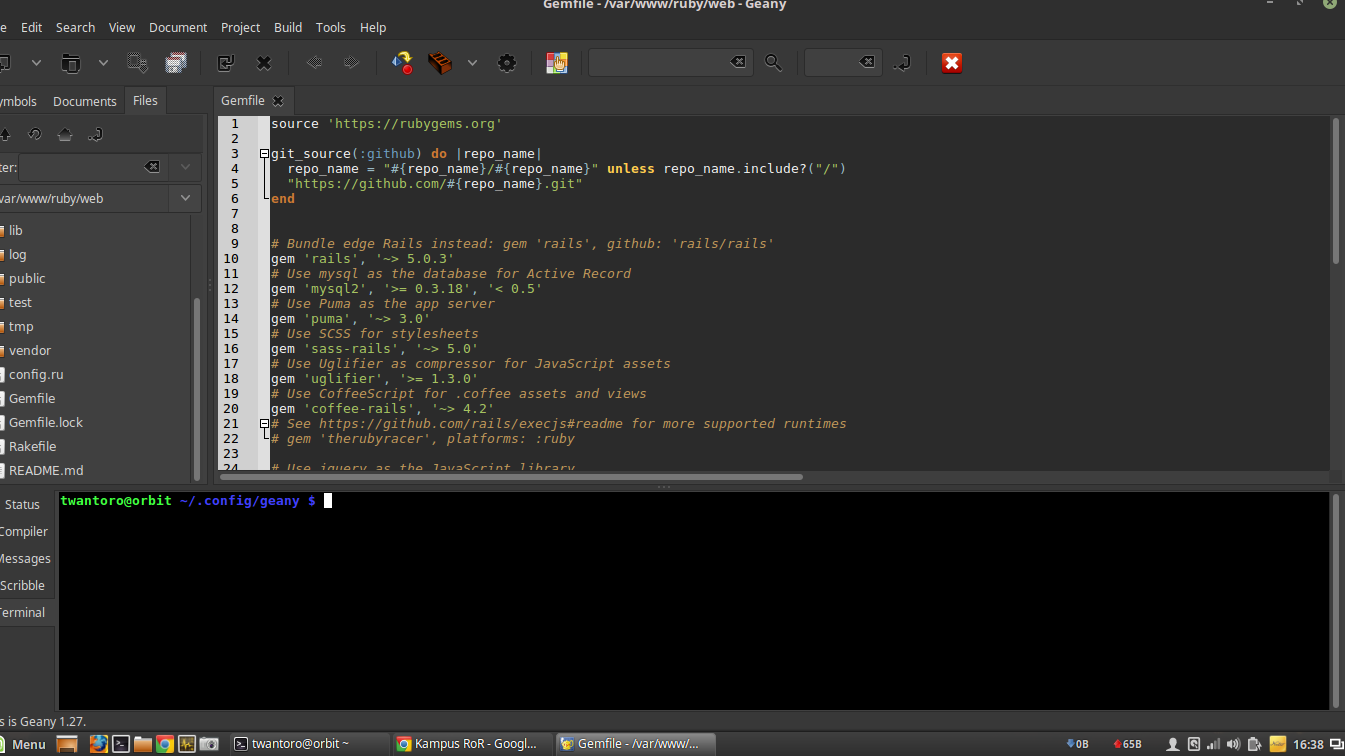 Gemfile - /var/www/ruby/web - Geany
e Edit Search View Document Project Build Tools Help
ymbols Documents Files
Gemfile
ter:
var/www/ruby/web
lib
log
public
test
tmp
vendor
config.ru
Gemfile
Gemfile.lock
Rakefile
README.md
1 source 'https://rubygems.org'
2
3 git_source(:github) do |repo_name|
4   repo_name = "#{repo_name}/#{repo_name}" unless repo_name.include?("/")
5   "https://github.com/#{repo_name}.git"
6 end
7
8
9 # Bundle edge Rails instead: gem 'rails', github: 'rails/rails'
10 gem 'rails', '~> 5.0.3'
11 # Use mysql as the database for Active Record
12 gem 'mysql2', '>= 0.3.18', '< 0.5'
13 # Use Puma as the app server
14 gem 'puma', '~> 3.0'
15 # Use SCSS for stylesheets
16 gem 'sass-rails', '~> 5.0'
17 # Use Uglifier as compressor for JavaScript assets
18 gem 'uglifier', '>= 1.3.0'
19 # Use CoffeeScript for .coffee assets and views
20 gem 'coffee-rails', '~> 4.2'
21 # See https://github.com/rails/execjs#readme for more supported runtimes
22 # gem 'therubyracer', platforms: :ruby
23
24 # Use jquery as the JavaScript library
Status
Compiler
Messages
Scribble
Terminal
twantoro@orbit ~/.config/geany $
s is Geany 1.27.
Menu
twantoro@orbit ~
Kampus RoR - Googl...
Gemfile - /var/www/...
0B
65B
16:38